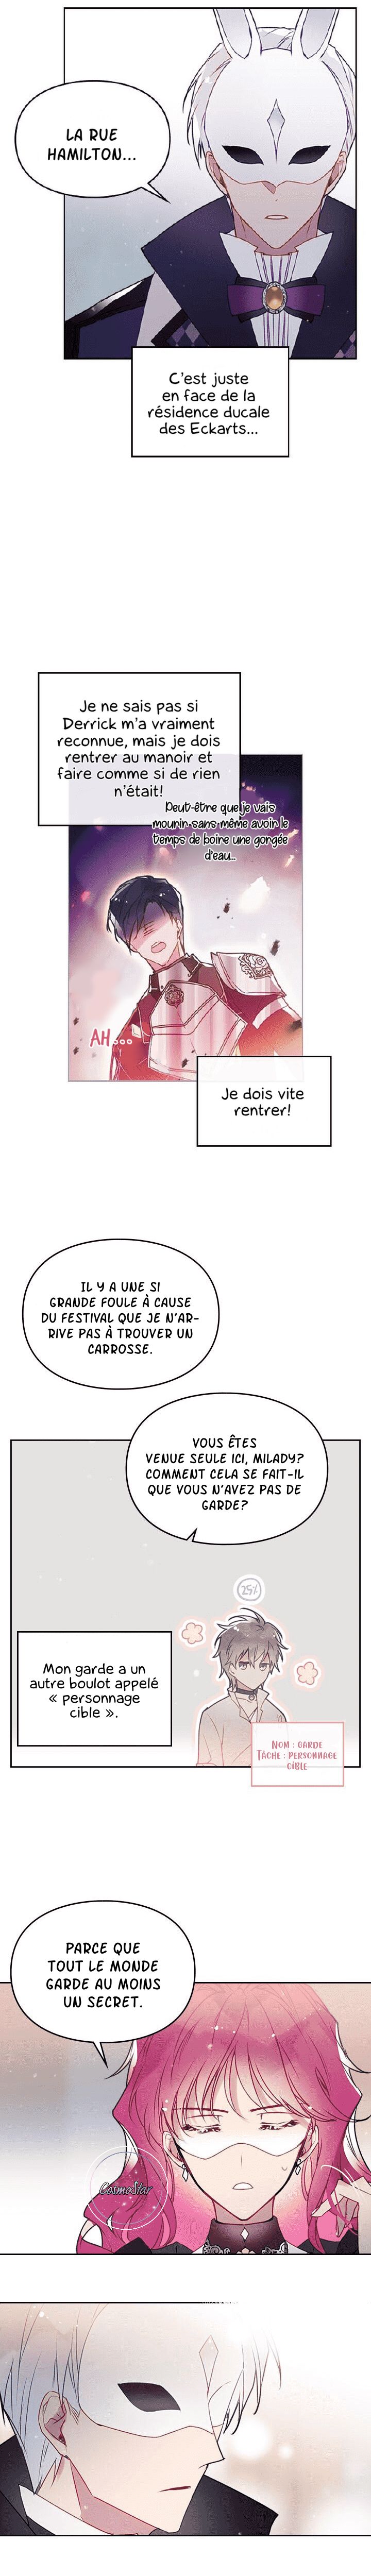 LA RUE
HAMILTON...
C'est juste
en face de la
résidence ducale
des Eckarts...
Je ne sais pas si
Derrick m'a vraiment
reconnue, mais je dois
rentrer au manoir et
faire comme si de rien
n'était!
Peut-être que je vais
mourir sans même avoir le
temps de boire une gorgée
d'eau...
AH...
Je dois vite
rentrer!
IL Y A UNE SI
GRANDE FOULE À CAUSE
DU FESTIVAL QUE JE N'AR-
RIVE PAS À TROUVER UN
CARROSSE.
VOUS ÊTES
VENUE SEULE ICI, MILADY?
COMMENT CELA SE FAIT-IL
QUE VOUS N'AVEZ PAS DE
GARDE?
25%
Mon garde a un
autre boulot appelé
« personnage
cible ».
NOM : GARDE
TÂCHE : PERSONNAGE
CIBLE
PARCE QUE
TOUT LE MONDE
GARDE AU MOINS
UN SECRET.
CosmoStar